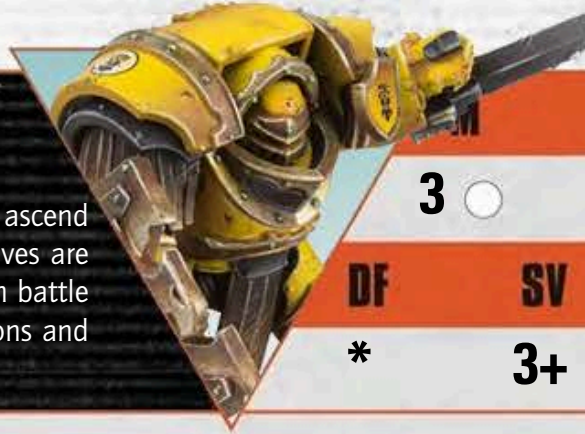 M
ascend
3
ves are
DF SV
n battle
ons and
*
3+